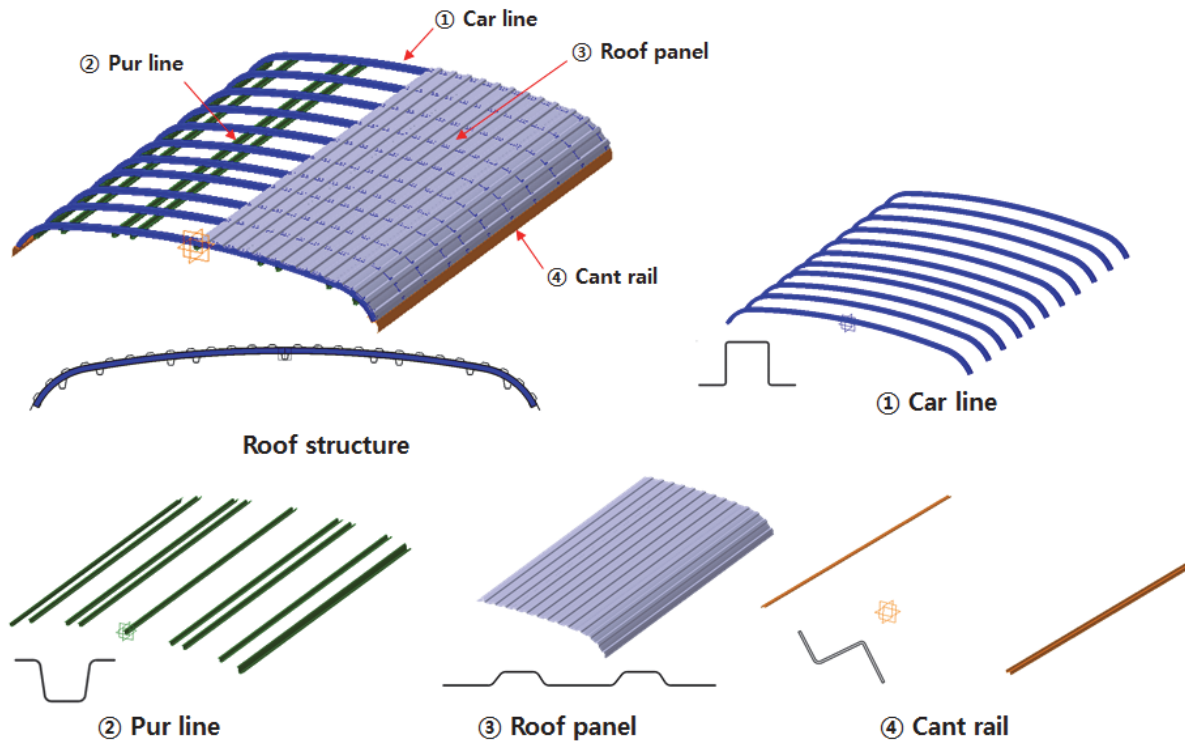 ① Car line
② Pur line
③ Roof panel
④ Cant rail
Roof structure
① Car line
② Pur line
③ Roof panel
④ Cant rail